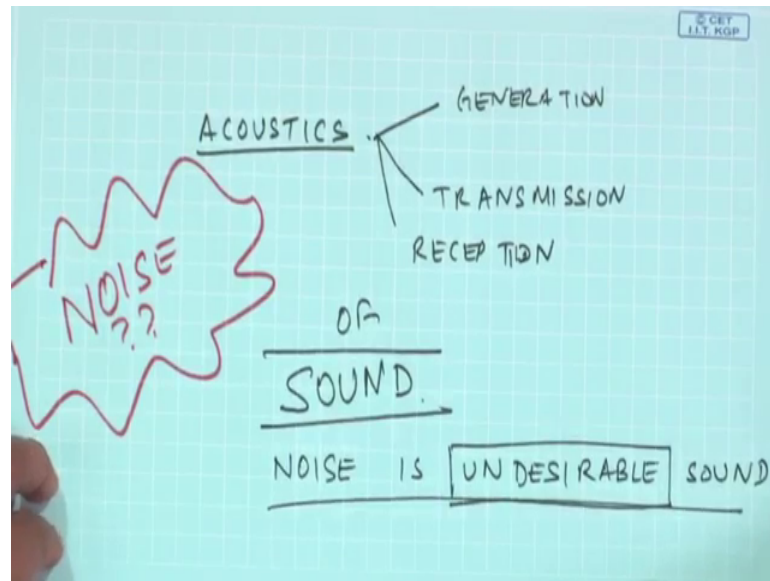 © CET
I.I.T. KGP
GENERATION
ACOUSTICS
TRANSMISSION
RECEPTION
NOISE
??
OF
SOUND.
NOISE IS UNDESIRABLE SOUND